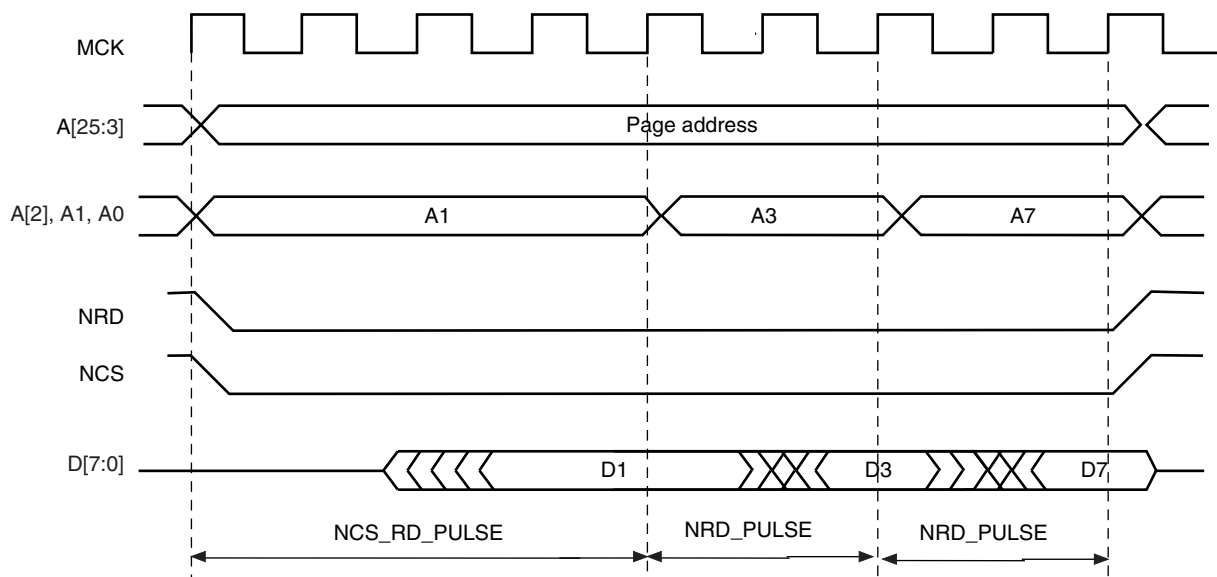 MCK
A[25:3]
Page address
A[2], A1, A0
A1
A3
A7
NRD
NCS
D[7:0]
D1
D3
D7
NCS_RD_PULSE
NRD_PULSE
NRD_PULSE